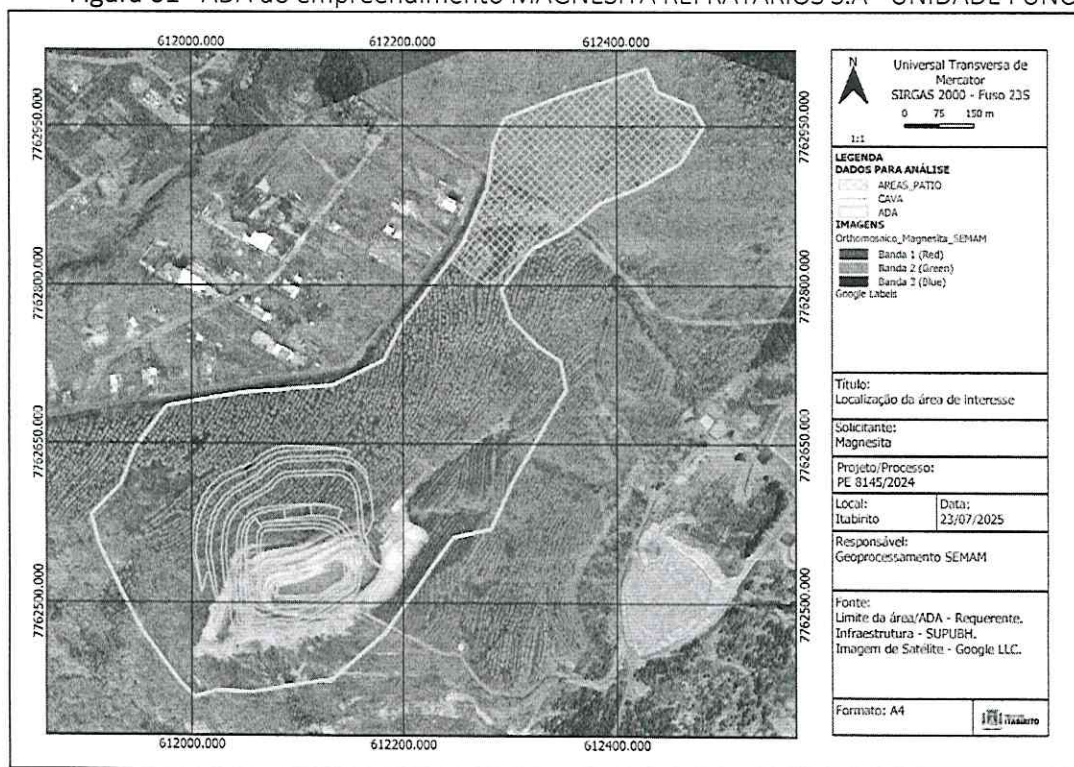 Figura 01 - ADA do empreendimento MAGNESITA REFRATÁRIOS S.A - UNIDADE FUNC
612000.000 612200.000 612400.000
7762950.000 7762950.000
7762800.000 7762800.000
7762650.000 7762650.000
7762500.000 7762500.000
612000.000 612200.000 612400.000
N
Universal Transversa de
Mercator
SIRGAS 2000 - Fuso 23S
0 75 150 m
1:1
LEGENDA
DADOS PARA ANÁLISE
AREAS_PATIO
CAVA
ADA
IMAGENS
Orthomosaico_Magnesita_SEMAM
Banda 1 (Red)
Banda 2 (Green)
Banda 3 (Blue)
Google Labels
Título:
Localização da área de interesse
Solicitante:
Magnesita
Projeto/Processo:
PE 8145/2024
Local:
Itabirito
Data:
23/07/2025
Responsável:
Geoprocessamento SEMAM
Fonte:
Limite da área/ADA - Requerente.
Infraestrutura - SUPUBH.
Imagem de Satélite - Google LLC.
Formato: A4
ITABIRITO